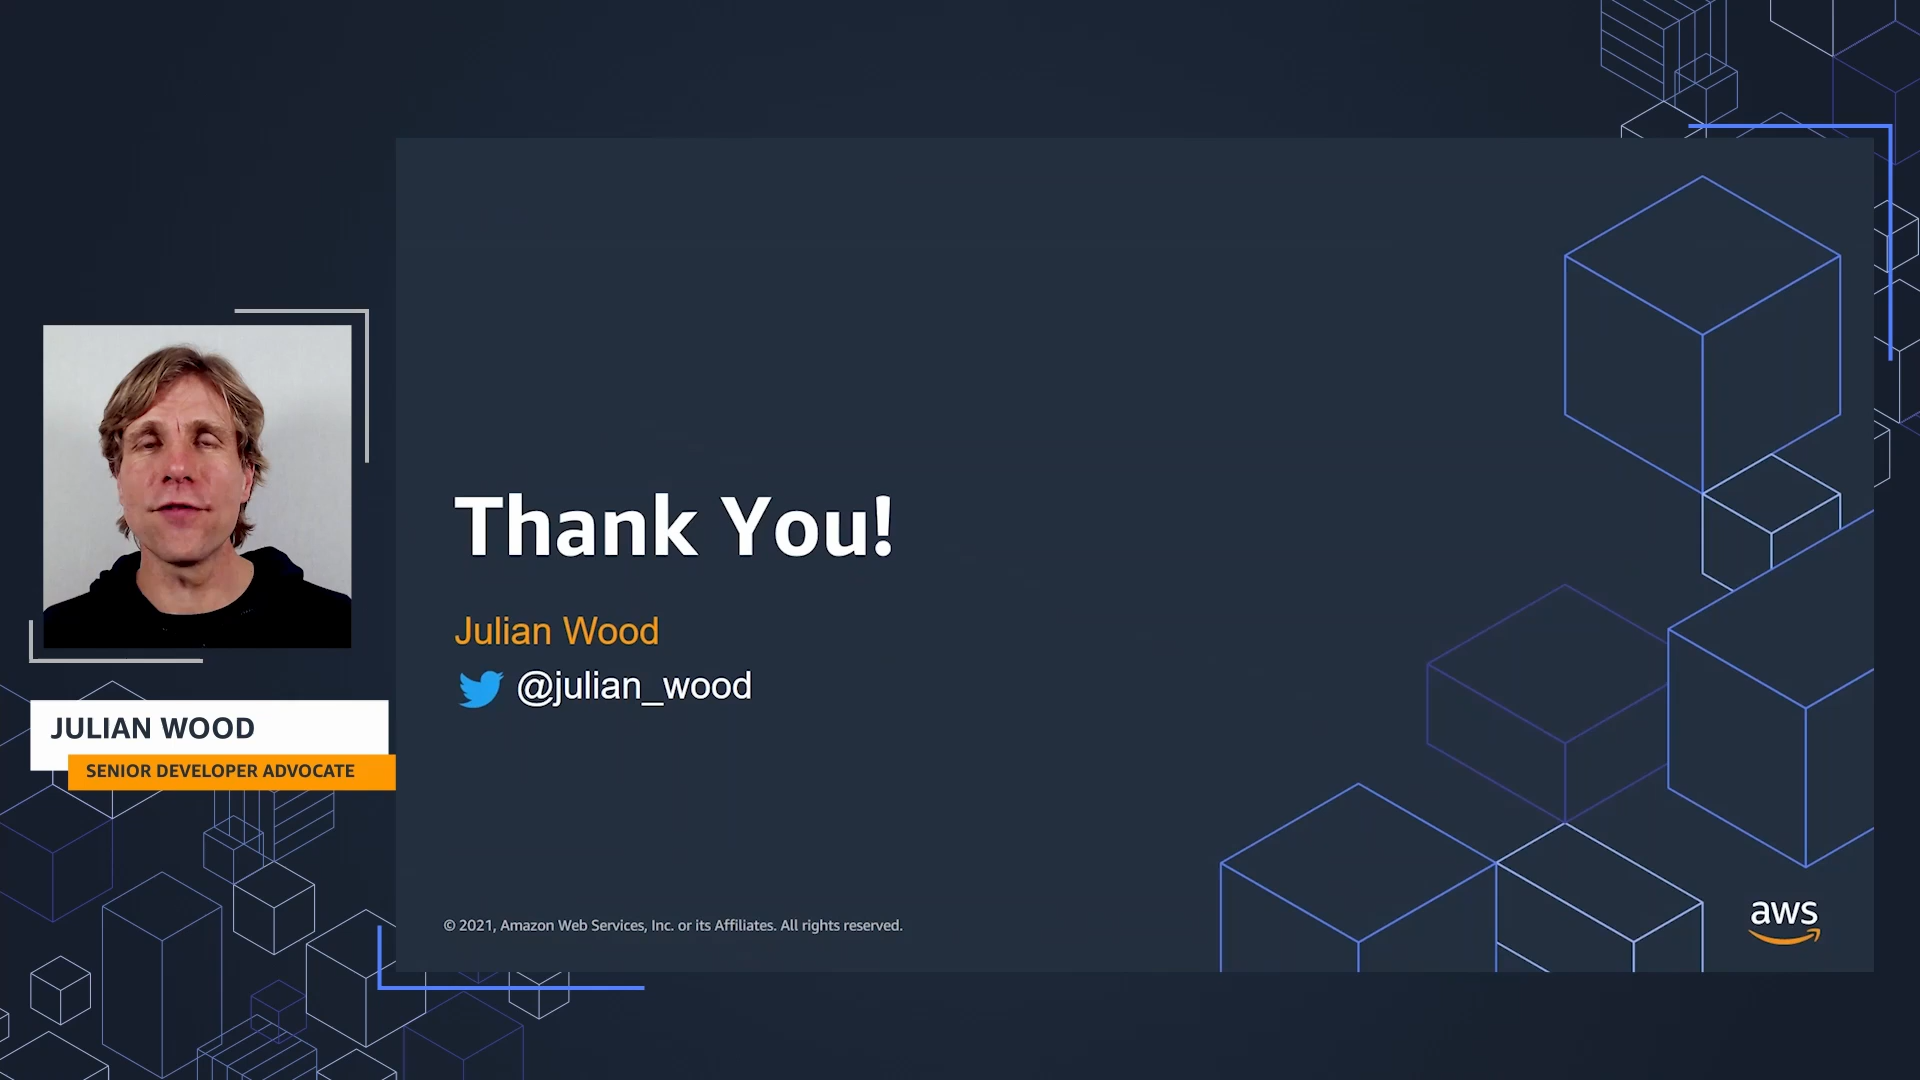 Thank You!
Julian Wood
@julian_wood
JULIAN WOOD
SENIOR DEVELOPER ADVOCATE
© 2021, Amazon Web Services, Inc. or its Affiliates. All rights reserved.
aws